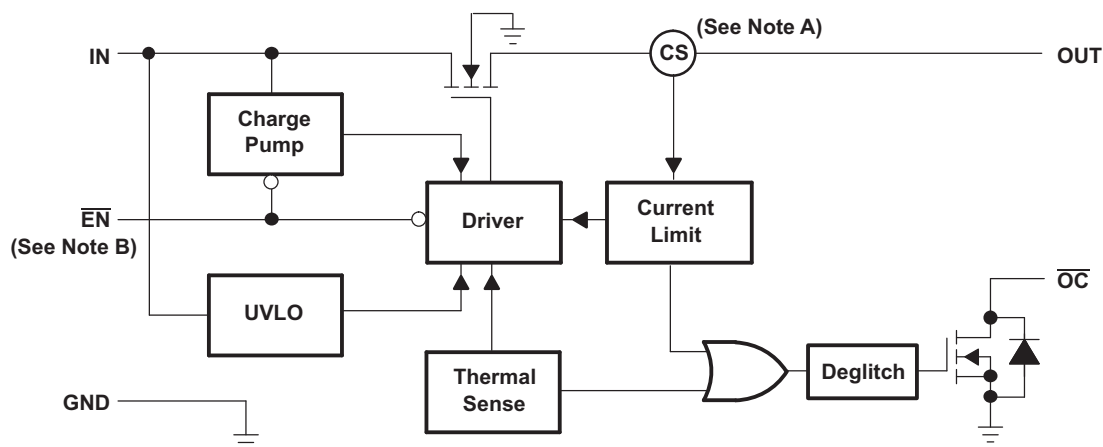 (See Note A)
IN
CS
OUT
Charge
Pump
EN
(See Note B)
Driver
Current
Limit
UVLO
OC
Thermal
Sense
Deglitch
GND